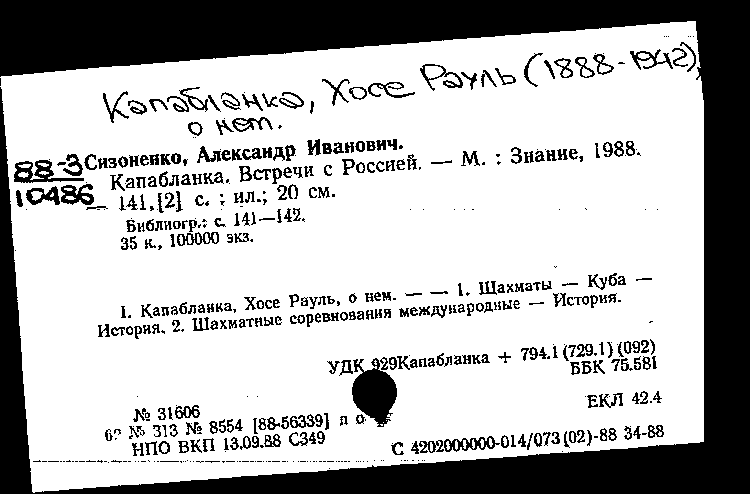 Капабланка, Хосе Рауль (1888-1942),
о нем.
88-3
10486
Сизоненко, Александр Иванович.
Капабланка. Встречи с Россией. — М. : Знание, 1988.
— 141,[2] с. : ил.; 20 см.
Библиогр.: с. 141—142.
35 к., 100000 экз.
1. Капабланка, Хосе Рауль, о нем. — — 1. Шахматы — Куба —
История. 2. Шахматные соревнования международные — История.
УДК 929Капабланка + 794.1(729.1)(092)
ББК 75.581
№ 31606
№ 313 № 8554 [88-56339] п о
ЕКЛ 42.4
НПО ВКП 13.09.88 С349
С 4202000000-014/073(02)-88 34-88